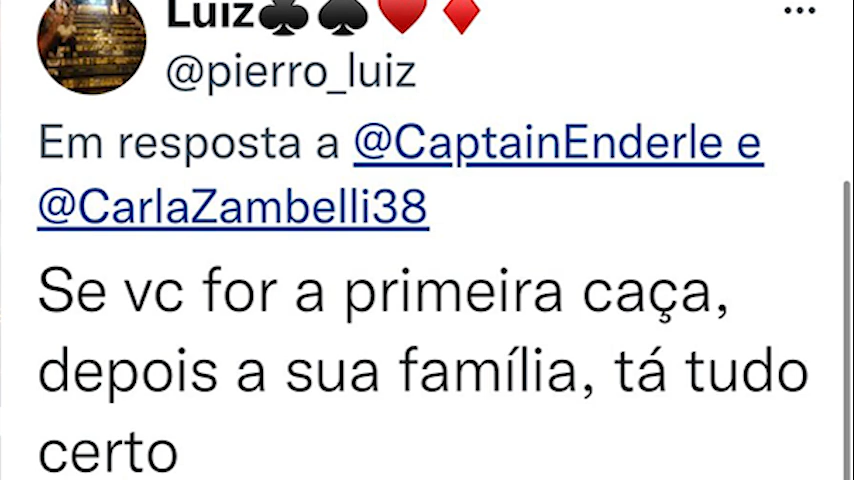 Luiz♣️♠️♥️♦️
@pierro_luiz
Em resposta a @CaptainEnderle e
@CarlaZambelli38
Se vc for a primeira caça,
depois a sua família, tá tudo
certo